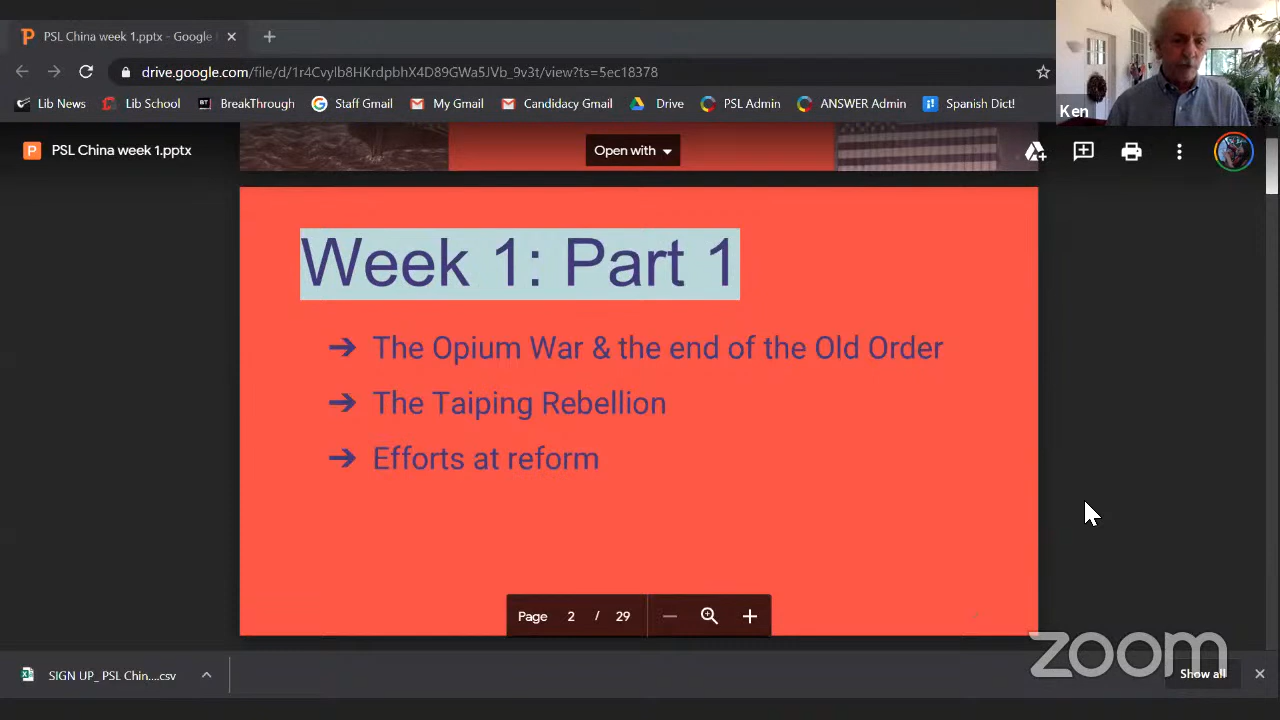 PSL China week 1.pptx - Google
drive.google.com/file/d/1r4Cvylb8HKrdpbhX4D89GWa5JVb_9v3t/view?ts=5ec18378
Lib News
Lib School
BreakThrough
Staff Gmail
My Gmail
Candidacy Gmail
Drive
PSL Admin
ANSWER Admin
Spanish Dict!
Ken
PSL China week 1.pptx
Open with
Week 1: Part 1
➔ The Opium War & the end of the Old Order
➔ The Taiping Rebellion
➔ Efforts at reform
Page 2 / 29
zoom
SIGN UP_ PSL Chin....csv
Show all